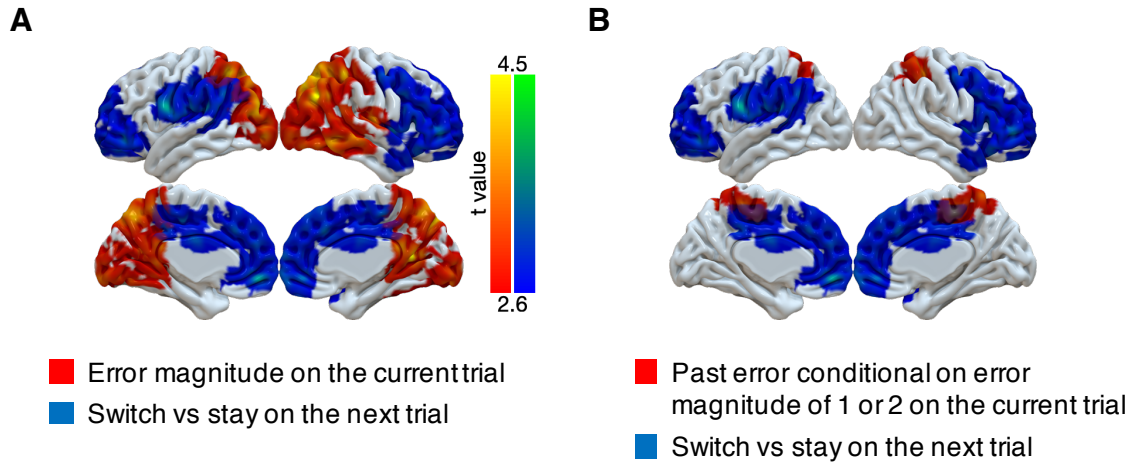 A
B
4.5
t value
2.6
Error magnitude on the current trial
Switch vs stay on the next trial
Past error conditional on error
magnitude of 1 or 2 on the current trial
Switch vs stay on the next trial